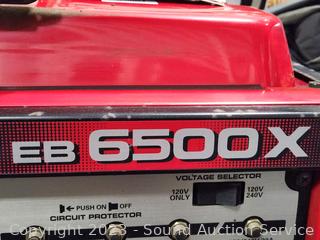 EB 6500X
VOLTAGE SELECTOR
120V ONLY
120V 240V
PUSH ON OFF
CIRCUIT PROTECTOR
Copyright 2023 - Sound Auction Service